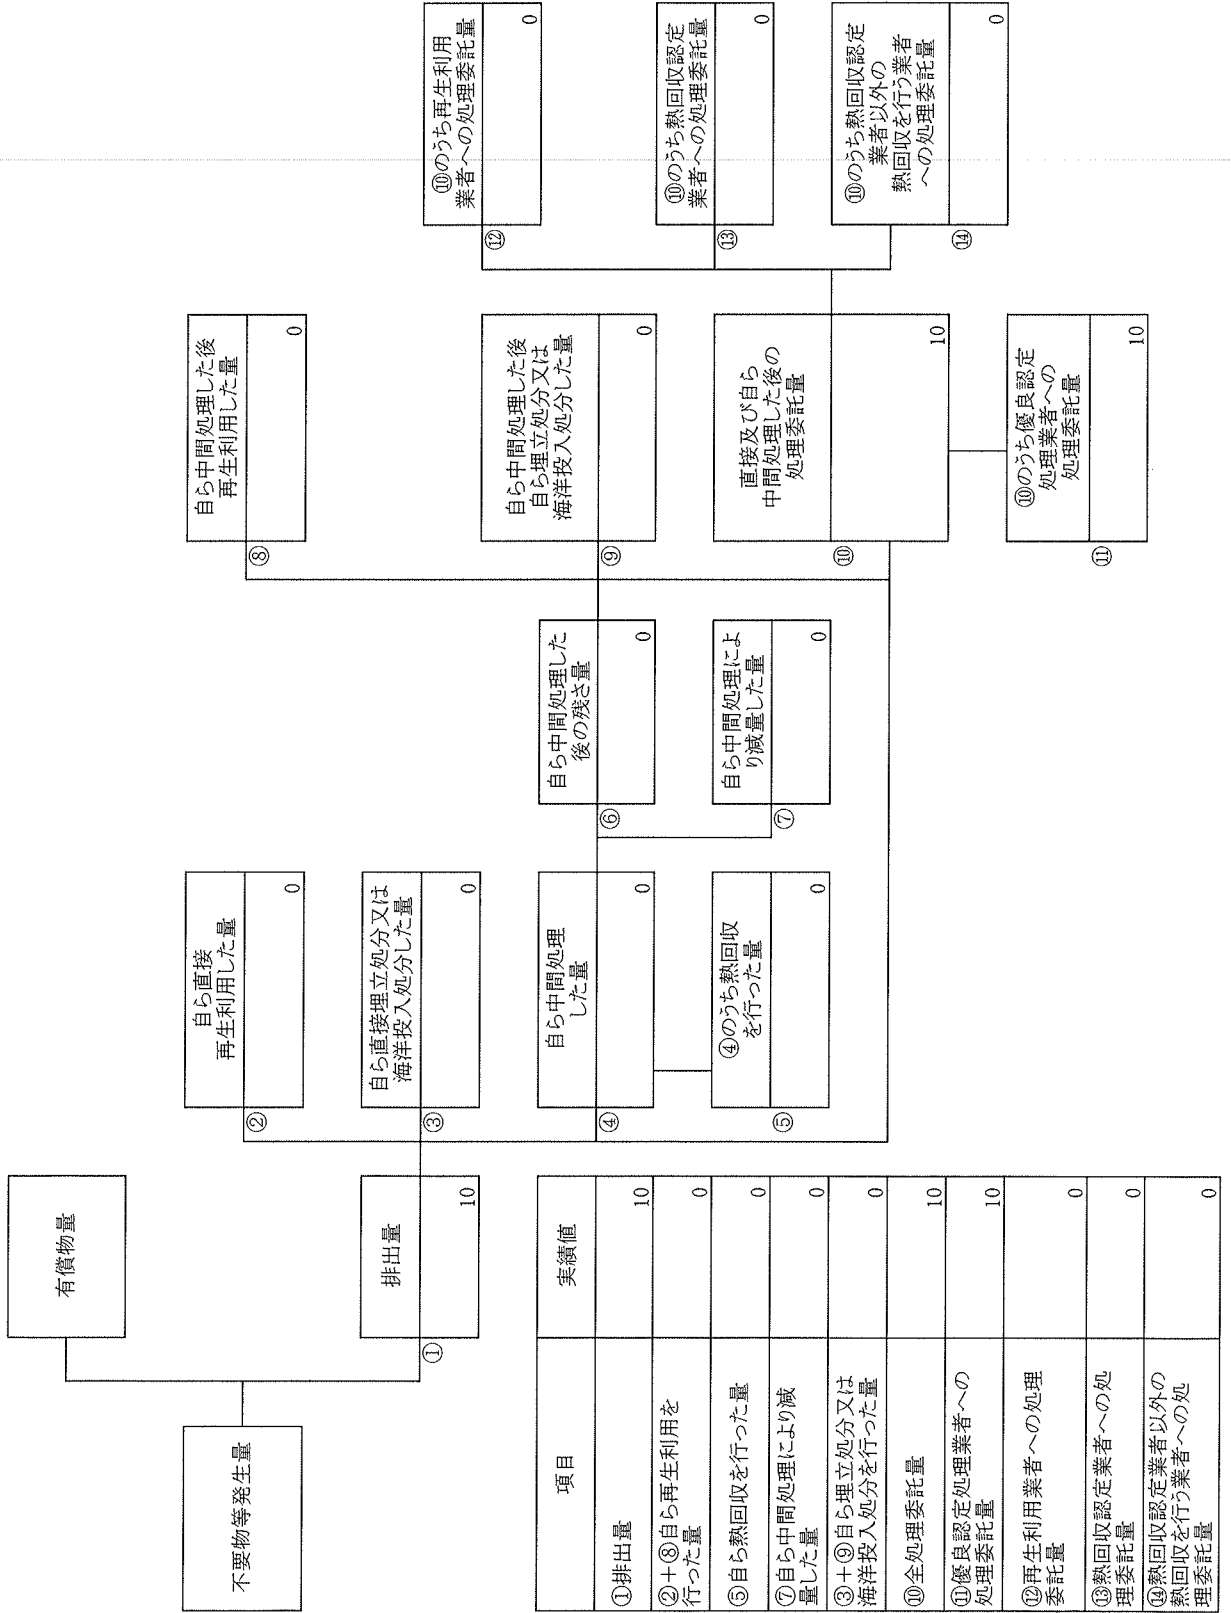 不要物等発生量
有償物量
①
排出量
10
②
自ら直接
再生利用した量
0
③
自ら直接埋立処分又は
海洋投入処分した量
0
④
自ら中間処理
した量
0
⑤
④のうち熱回収
を行った量
0
⑥
自ら中間処理した
後の残さ量
0
⑦
自ら中間処理によ
り減量した量
0
⑧
自ら中間処理した後
再生利用した量
0
⑨
自ら中間処理した後
自ら埋立処分又は
海洋投入処分した量
0
⑩
直接及び自ら
中間処理した後の
処理委託量
10
⑪
⑩のうち優良認定
処理業者への
処理委託量
10
⑫
⑩のうち再生利用
業者への処理委託量
0
⑬
⑩のうち熱回収認定
業者への処理委託量
0
⑭
⑩のうち熱回収認定
業者以外の
熱回収を行う業者
への処理委託量
0
項目 実績値
①排出量 10
②+⑧自ら再生利用を
行った量 0
⑤自ら熱回収を行った量 0
⑦自ら中間処理により減
量した量 0
③+⑨自ら埋立処分又は
海洋投入処分を行った量 0
⑩全処理委託量 10
⑪優良認定処理業者への
処理委託量 10
⑫再生利用業者への処理
委託量 0
⑬熱回収認定業者への処
理委託量 0
⑭熱回収認定業者以外の
熱回収を行う業者への処
理委託量 0